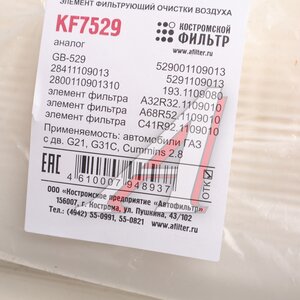 ЭЛЕМЕНТ ФИЛЬТРУЮЩИЙ ОЧИСТКИ ВОЗДУХА
KF7529
КОСТРОМСКОЙ
ФИЛЬТР
www.afilter.ru
аналог
GB-529 529001109013
28411109013 5291109013
2800110901310 193.1109080
элемент фильтра A32R32.1109010
элемент фильтра A68R52.1109010
элемент фильтра C41R92.1109010
Применяемость: автомобили ГАЗ
с дв. G21, G31C, Cummins 2.8
EAC
4610007948937
ОТК
ООО «Костромское предприятие «Автофильтр»
156007, г. Кострома, ул. Пушкина, 43/102
Тел.: (4942) 55-0991, 55-0821 www.afilter.ru